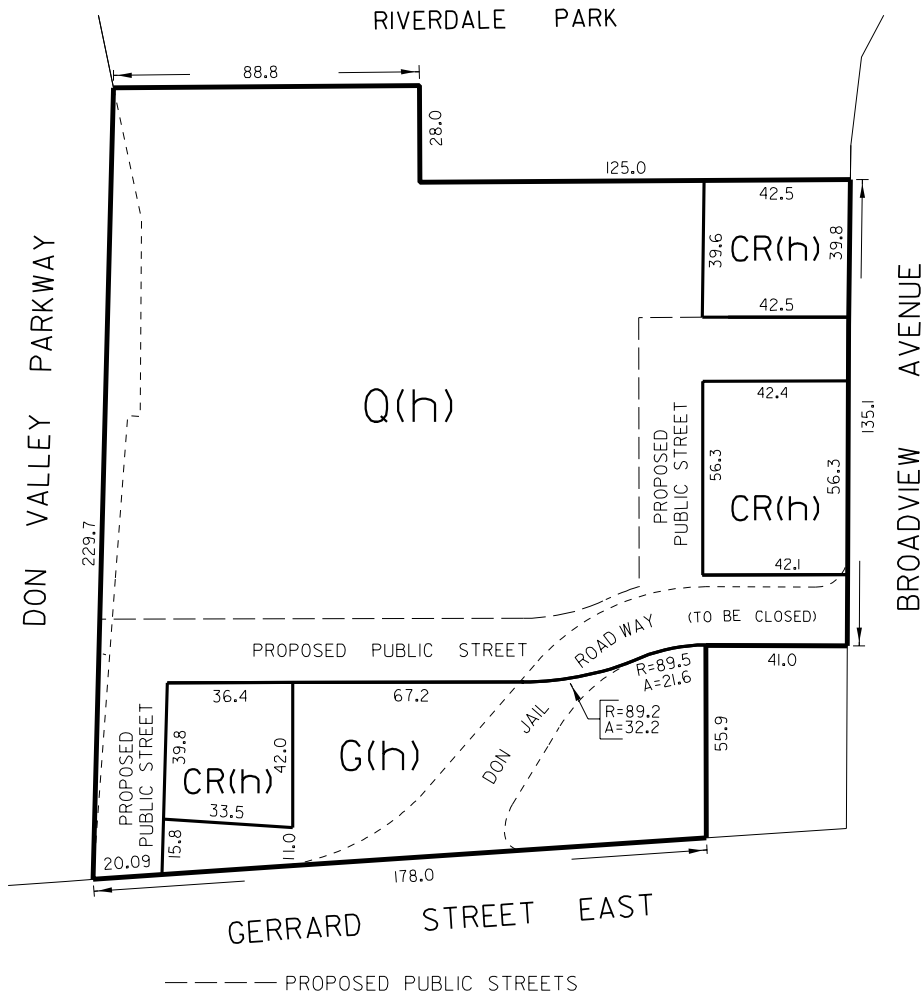 RIVERDALE PARK
88.8
28.0
125.0
42.5
39.6
CR(h)
39.8
42.5
DON VALLEY PARKWAY
BROADVIEW AVENUE
Q(h)
42.4
135.1
PROPOSED
PUBLIC STREET
56.3
56.3
CR(h)
42.1
229.7
ROADWAY (TO BE CLOSED)
PROPOSED PUBLIC STREET
R=89.5
A=21.6
41.0
36.4
67.2
R=89.2
A=32.2
DON JAIL
55.9
PROPOSED
PUBLIC STREET
39.8
CR(h)
42.0
G(h)
33.5
15.8
11.0
20.09
178.0
GERRARD STREET EAST
PROPOSED PUBLIC STREETS